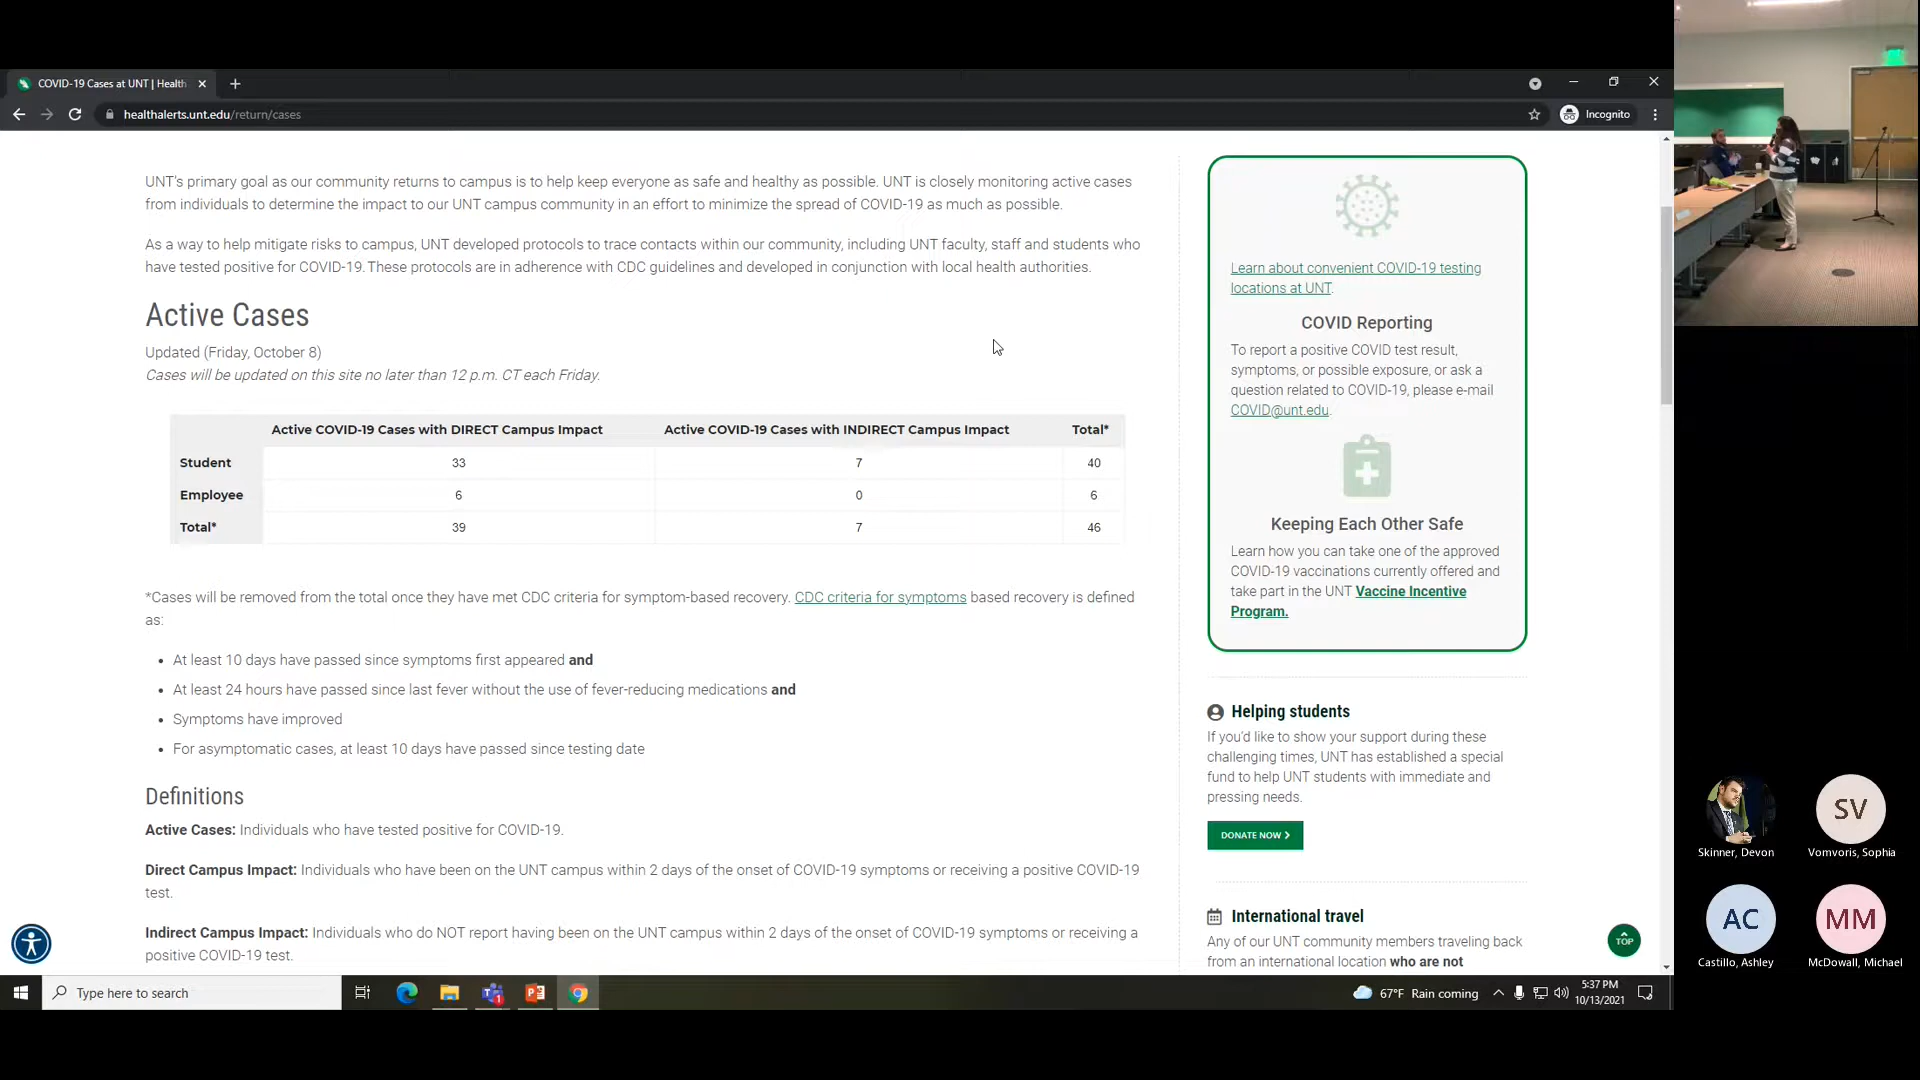 COVID-19 Cases at UNT | Health
healthalerts.unt.edu/return/cases
Incognito
UNT's primary goal as our community returns to campus is to help keep everyone as safe and healthy as possible. UNT is closely monitoring active cases
from individuals to determine the impact to our UNT campus community in an effort to minimize the spread of COVID-19 as much as possible.
As a way to help mitigate risks to campus, UNT developed protocols to trace contacts within our community, including UNT faculty, staff and students who
have tested positive for COVID-19. These protocols are in adherence with CDC guidelines and developed in conjunction with local health authorities.
Active Cases
Updated (Friday, October 8)
Cases will be updated on this site no later than 12 p.m. CT each Friday.
Active COVID-19 Cases with DIRECT Campus Impact Active COVID-19 Cases with INDIRECT Campus Impact Total*
Student 33 7 40
Employee 6 0 6
Total* 39 7 46
*Cases will be removed from the total once they have met CDC criteria for symptom-based recovery. CDC criteria for symptoms based recovery is defined
as:
• At least 10 days have passed since symptoms first appeared and
• At least 24 hours have passed since last fever without the use of fever-reducing medications and
• Symptoms have improved
• For asymptomatic cases, at least 10 days have passed since testing date
Definitions
Active Cases: Individuals who have tested positive for COVID-19.
Direct Campus Impact: Individuals who have been on the UNT campus within 2 days of the onset of COVID-19 symptoms or receiving a positive COVID-19
test.
Indirect Campus Impact: Individuals who do NOT report having been on the UNT campus within 2 days of the onset of COVID-19 symptoms or receiving a
positive COVID-19 test.
Learn about convenient COVID-19 testing
locations at UNT.
COVID Reporting
To report a positive COVID test result,
symptoms, or possible exposure, or ask a
question related to COVID-19, please e-mail
COVID@unt.edu.
Keeping Each Other Safe
Learn how you can take one of the approved
COVID-19 vaccinations currently offered and
take part in the UNT Vaccine Incentive
Program.
Helping students
If you'd like to show your support during these
challenging times, UNT has established a special
fund to help UNT students with immediate and
pressing needs.
DONATE NOW
International travel
Any of our UNT community members traveling back
from an international location who are not
TOP
Type here to search
1
67°F Rain coming
5:37 PM
10/13/2021
Skinner, Devon
SV
Vomvoris, Sophia
AC
Castillo, Ashley
MM
McDowall, Michael